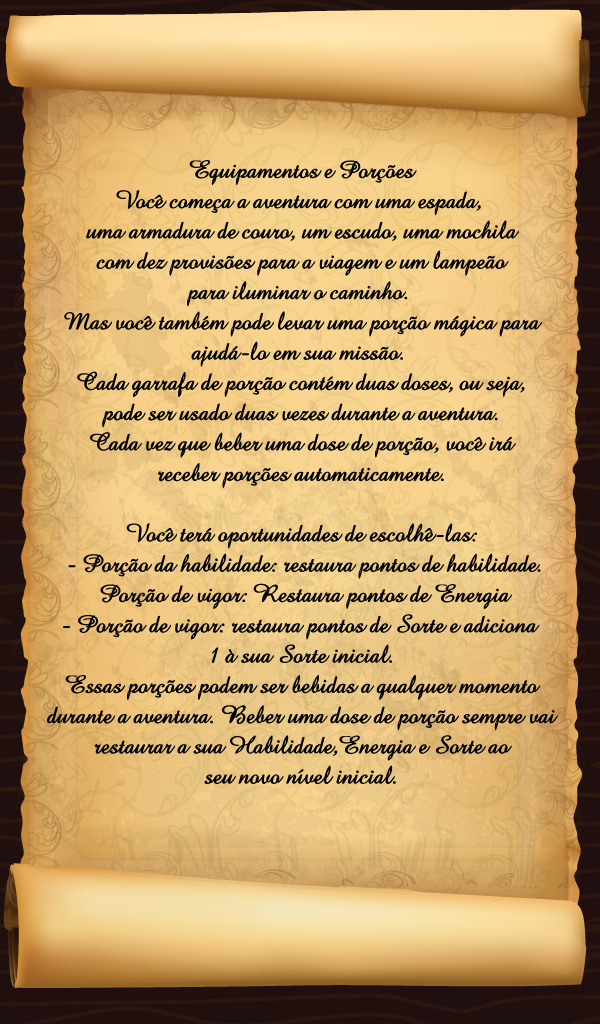 Equipamentos e Porções
Você começa a aventura com uma espada,
uma armadura de couro, um escudo, uma mochila
com dez provisões para a viagem e um lampeão
para iluminar o caminho.
Mas você também pode levar uma porção mágica para
ajudá-lo em sua missão.
Cada garrafa de porção contém duas doses, ou seja,
pode ser usado duas vezes durante a aventura.
Cada vez que beber uma dose de porção, você irá
receber porções automaticamente.
Você terá oportunidades de escolhê-las:
- Porção da habilidade: restaura pontos de habilidade.
Porção de vigor: Restaura pontos de Energia
- Porção de vigor: restaura pontos de Sorte e adiciona
1 à sua Sorte inicial.
Essas porções podem ser bebidas a qualquer momento
durante a aventura. Beber uma dose de porção sempre vai
restaurar a sua Habilidade,Energia e Sorte ao
seu novo nível inicial.